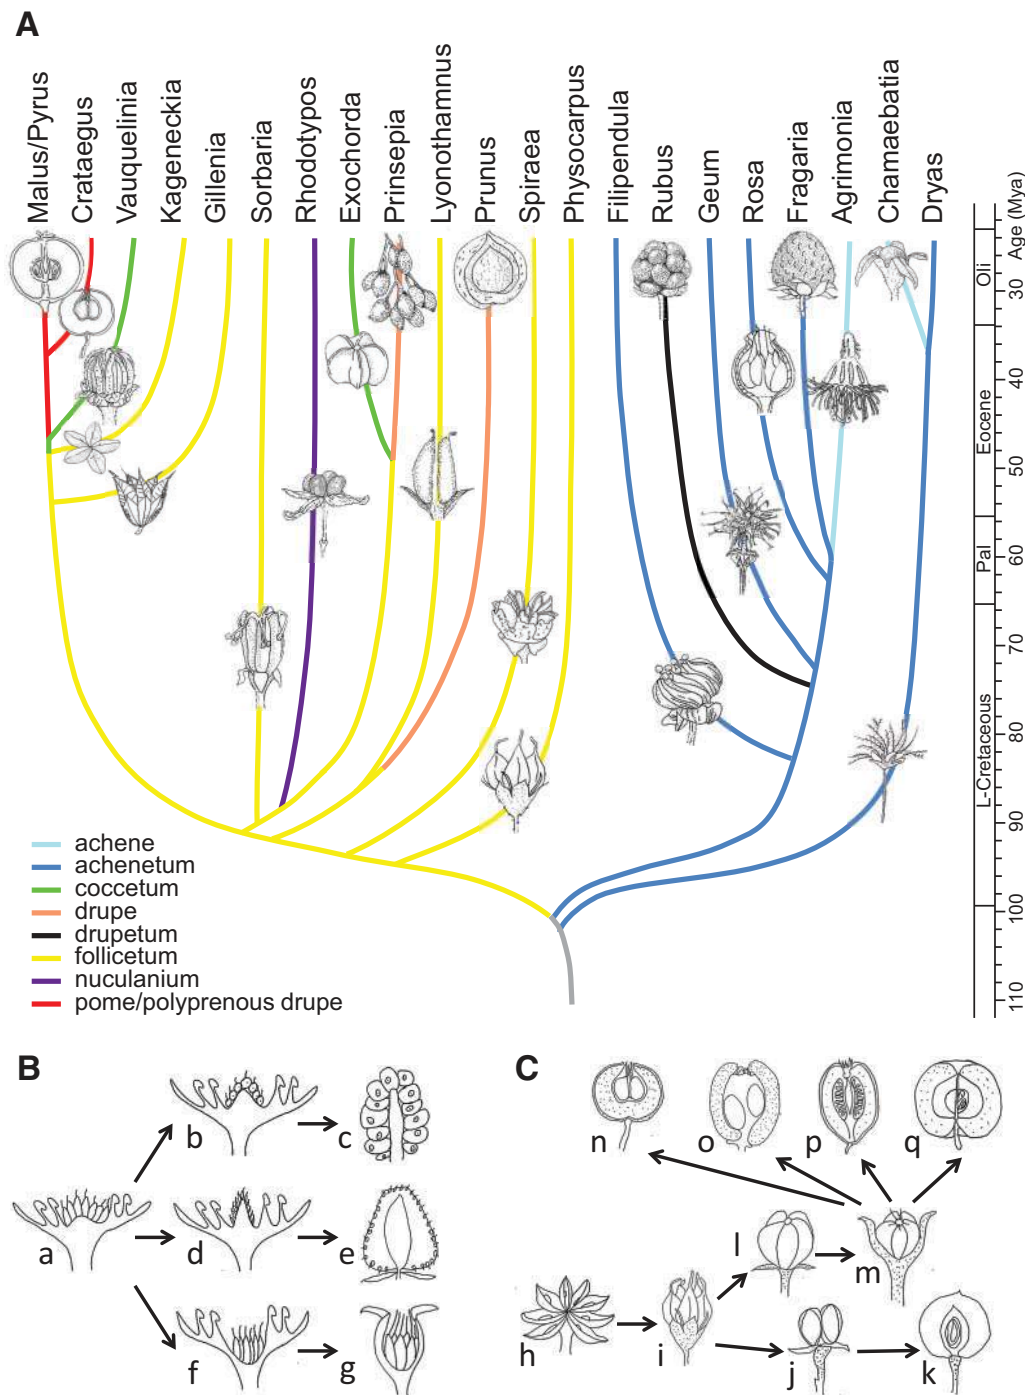 A
Malus/Pyrus
Crataegus
Vauquelinia
Kageneckia
Gillenia
Sorbaria
Rhodotypos
Exochorda
Prinsepia
Lyonothamnus
Prunus
Spiraea
Physocarpus
Filipendula
Rubus
Geum
Rosa
Fragaria
Agrimonia
Chamaebatia
Dryas
Age (Mya)
Oli
Eocene
Pal
L-Cretaceous
30
40
50
60
70
80
90
100
110
achene
achenetum
coccetum
drupe
drupetum
follicetum
nuculanium
pome/polyprenous drupe
B
b
c
a
d
e
f
g
C
n
o
p
q
l
m
h
i
j
k